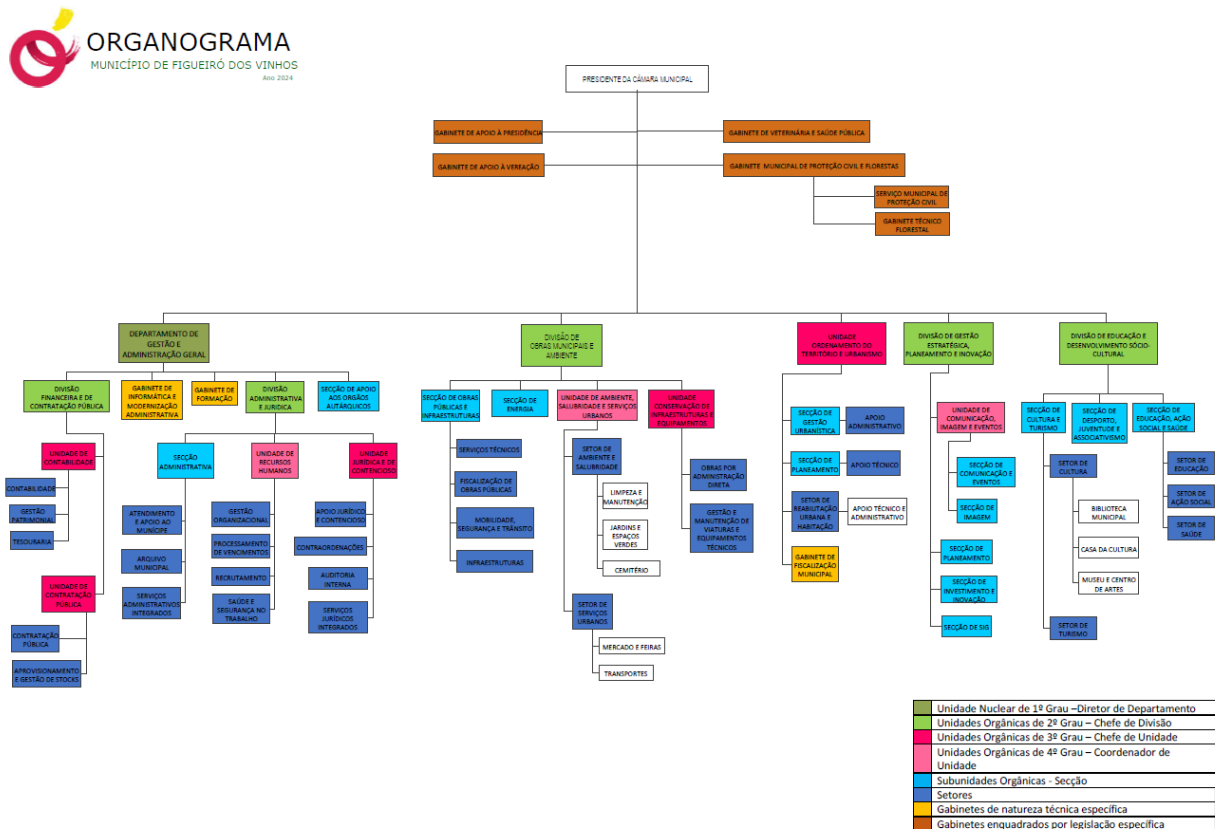 ORGANOGRAMA
MUNICÍPIO DE FIGUEIRÓ DOS VINHOS
Ano 2024
PRESIDENTE DA CÂMARA MUNICIPAL
GABINETE DE APOIO À PRESIDÊNCIA
GABINETE DE VETERINÁRIA E SAÚDE PÚBLICA
GABINETE DE APOIO À VEREAÇÃO
GABINETE MUNICIPAL DE PROTEÇÃO CIVIL E FLORESTAS
SERVIÇO MUNICIPAL DE
PROTEÇÃO CIVIL
GABINETE TÉCNICO
FLORESTAL
DEPARTAMENTO DE
GESTÃO E
ADMINISTRAÇÃO GERAL
DIVISÃO
FINANCEIRA E DE
CONTRATAÇÃO PÚBLICA
GABINETE DE
INFORMÁTICA E
MODERNIZAÇÃO
ADMINISTRATIVA
GABINETE DE
FORMAÇÃO
DIVISÃO
ADMINISTRATIVA
E JURIDICA
SECÇÃO DE APOIO
AOS ORGÃOS
AUTÁRQUICOS
UNIDADE DE
CONTABILIDADE
CONTABILIDADE
GESTÃO
PATRIMONIAL
TESOURARIA
UNIDADE DE
CONTRATAÇÃO
PÚBLICA
CONTRATAÇÃO
PÚBLICA
APROVISIONAMENTO
E GESTÃO DE STOCKS
SECÇÃO
ADMINISTRATIVA
ATENDIMENTO
E APOIO AO
MUNÍCIPE
ARQUIVO
MUNICIPAL
SERVIÇOS
ADMINISTRATIVOS
INTEGRADOS
UNIDADE DE
RECURSOS
HUMANOS
GESTÃO
ORGANIZACIONAL
PROCESSAMENTO
DE VENCIMENTOS
RECRUTAMENTO
SAÚDE E
SEGURANÇA NO
TRABALHO
UNIDADE
JURÍDICA E DE
CONTENCIOSO
APOIO JURÍDICO
E CONTENCIOSO
CONTRAORDENAÇÕES
AUDITORIA
INTERNA
SERVIÇOS
JURÍDICOS
INTEGRADOS
DIVISÃO DE
OBRAS MUNICIPAIS E
AMBIENTE
SECÇÃO DE OBRAS
PÚBLICAS E
INFRAESTRUTURAS
SERVIÇOS TÉCNICOS
FISCALIZAÇÃO DE
OBRAS PÚBLICAS
MOBILIDADE,
SEGURANÇA E TRÂNSITO
INFRAESTRUTURAS
SECÇÃO DE
ENERGIA
UNIDADE DE AMBIENTE,
SALUBRIDADE E SERVIÇOS
URBANOS
SETOR DE
AMBIENTE E
SALUBRIDADE
LIMPEZA E
MANUTENÇÃO
JARDINS E
ESPAÇOS
VERDES
CEMITÉRIO
SETOR DE
SERVIÇOS
URBANOS
MERCADO E FEIRAS
TRANSPORTES
UNIDADE
CONSERVAÇÃO DE
INFRAESTRUTURAS E
EQUIPAMENTOS
OBRAS POR
ADMINISTRAÇÃO
DIRETA
GESTÃO E
MANUTENÇÃO DE
VIATURAS E
EQUIPAMENTOS
TÉCNICOS
UNIDADE
ORDENAMENTO DO
TERRITÓRIO E URBANISMO
SECÇÃO DE
GESTÃO
URBANÍSTICA
APOIO
ADMINISTRATIVO
SECÇÃO DE
PLANEAMENTO
APOIO TÉCNICO
SETOR DE
REABILITAÇÃO
URBANA E
HABITAÇÃO
APOIO TÉCNICO E
ADMINISTRATIVO
GABINETE DE
FISCALIZAÇÃO
MUNICIPAL
DIVISÃO DE GESTÃO
ESTRATÉGICA,
PLANEAMENTO E INOVAÇÃO
UNIDADE DE
COMUNICAÇÃO,
IMAGEM E EVENTOS
SECÇÃO DE
COMUNICAÇÃO E
EVENTOS
SECÇÃO DE
IMAGEM
SECÇÃO DE
PLANEAMENTO
SECÇÃO DE
INVESTIMENTO E
INOVAÇÃO
SECÇÃO DE SIG
DIVISÃO DE EDUCAÇÃO E
DESENVOLVIMENTO SÓCIO-
CULTURAL
SECÇÃO DE
CULTURA E
TURISMO
SETOR DE
CULTURA
BIBLIOTECA
MUNICIPAL
CASA DA CULTURA
MUSEU E CENTRO
DE ARTES
SETOR DE
TURISMO
SECÇÃO DE
DESPORTO,
JUVENTUDE E
ASSOCIATIVISMO
SECÇÃO DE
EDUCAÇÃO, AÇÃO
SOCIAL E SAÚDE
SETOR DE
EDUCAÇÃO
SETOR DE
AÇÃO SOCIAL
SETOR DE
SAÚDE
Unidade Nuclear de 1º Grau –Diretor de Departamento
Unidades Orgânicas de 2º Grau – Chefe de Divisão
Unidades Orgânicas de 3º Grau – Chefe de Unidade
Unidades Orgânicas de 4º Grau – Coordenador de
Unidade
Subunidades Orgânicas - Secção
Setores
Gabinetes de natureza técnica específica
Gabinetes enquadrados por legislação específica